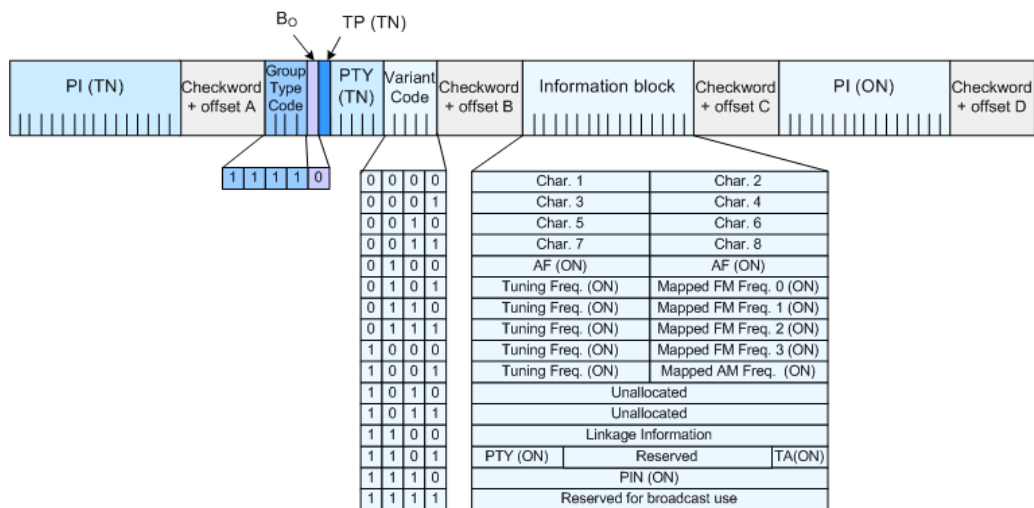 B₀ TP (TN)
PI (TN) Checkword + offset A Group Type Code PTY (TN) Variant Code Checkword + offset B Information block Checkword + offset C PI (ON) Checkword + offset D
1 1 1 1 0
0 0 0 0 Char. 1 Char. 2
0 0 0 1 Char. 3 Char. 4
0 0 1 0 Char. 5 Char. 6
0 0 1 1 Char. 7 Char. 8
0 1 0 0 AF (ON) AF (ON)
0 1 0 1 Tuning Freq. (ON) Mapped FM Freq. 0 (ON)
0 1 1 0 Tuning Freq. (ON) Mapped FM Freq. 1 (ON)
0 1 1 1 Tuning Freq. (ON) Mapped FM Freq. 2 (ON)
1 0 0 0 Tuning Freq. (ON) Mapped FM Freq. 3 (ON)
1 0 0 1 Tuning Freq. (ON) Mapped AM Freq. (ON)
1 0 1 0 Unallocated
1 0 1 1 Unallocated
1 1 0 0 Linkage Information
1 1 0 1 PTY (ON) Reserved TA(ON)
1 1 1 0 PIN (ON)
1 1 1 1 Reserved for broadcast use